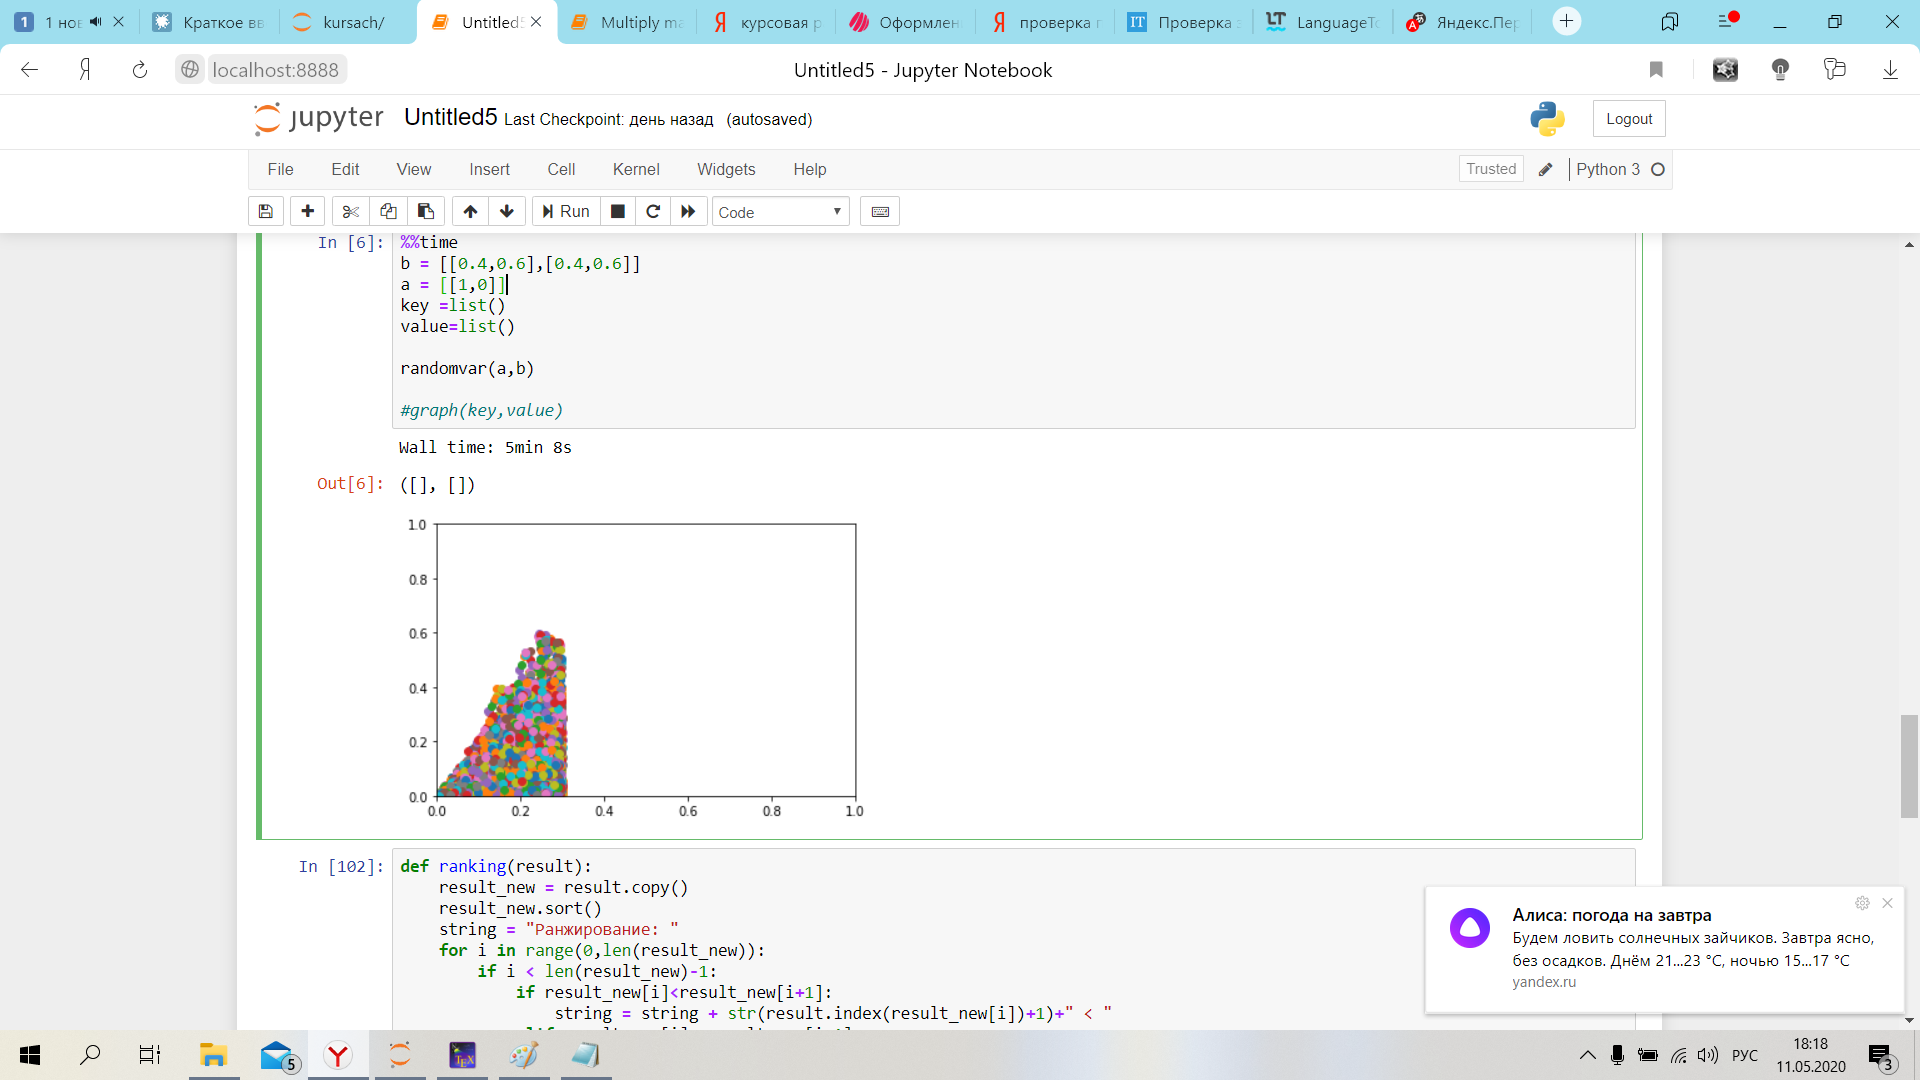 1 1 нов
Краткое вв
kursach/
Untitled5
Multiply ma
Я курсовая р
Оформлен
Я проверка п
IT Проверка з
LT LanguageTo
Яндекс.Пер
Я localhost:8888 Untitled5 - Jupyter Notebook
jupyter Untitled5 Last Checkpoint: день назад (autosaved) Logout
File Edit View Insert Cell Kernel Widgets Help Trusted Python 3
Run Code
In [6]: %%time
b = [[0.4,0.6],[0.4,0.6]]
a = [[1,0]]
key =list()
value=list()
randomvar(a,b)
#graph(key,value)
Wall time: 5min 8s
Out[6]: ([], [])
1.0
0.8
0.6
0.4
0.2
0.0
0.0 0.2 0.4 0.6 0.8 1.0
In [102]: def ranking(result):
result_new = result.copy()
result_new.sort()
string = "Ранжирование: "
for i in range(0,len(result_new)):
if i < len(result_new)-1:
if result_new[i]<result_new[i+1]:
string = string + str(result.index(result_new[i])+1)+" < "
Алиса: погода на завтра
Будем ловить солнечных зайчиков. Завтра ясно,
без осадков. Днём 21...23 °C, ночью 15...17 °C
yandex.ru
5
Y
TEX
РУС
18:18
11.05.2020
3